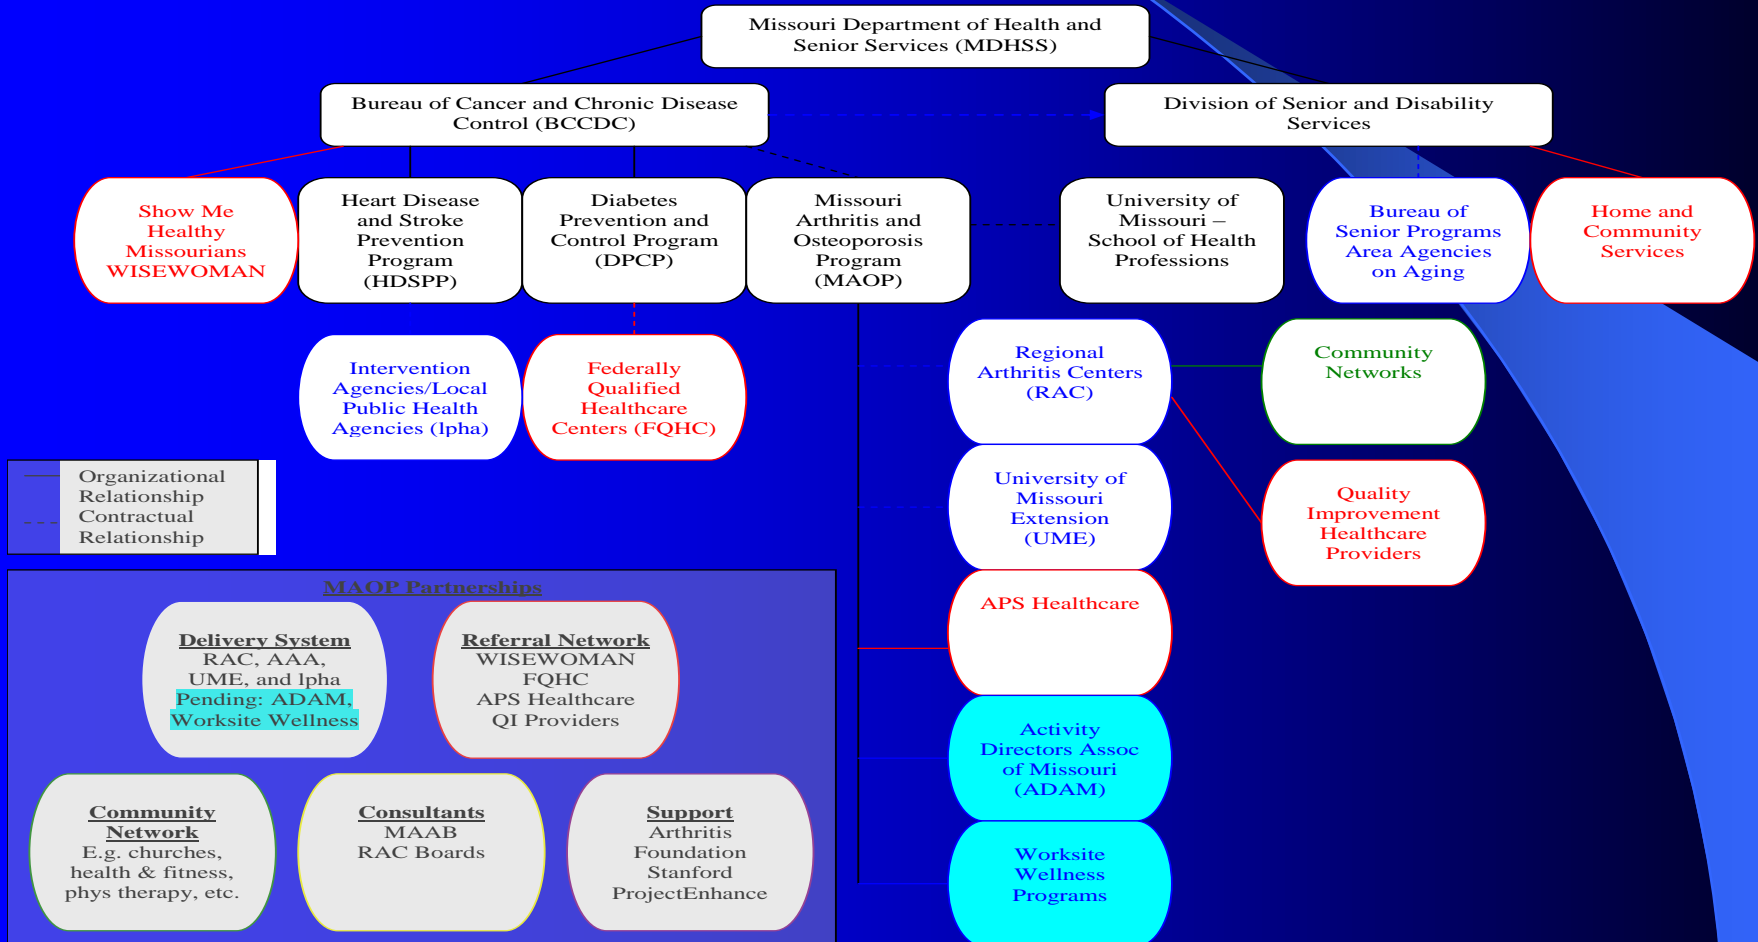 Missouri Department of Health and
Senior Services (MDHSS)
Bureau of Cancer and Chronic Disease
Control (BCCDC)
Division of Senior and Disability
Services
Show Me
Healthy
Missourians
WISEWOMAN
Heart Disease
and Stroke
Prevention
Program
(HDSPP)
Diabetes
Prevention and
Control Program
(DPCP)
Missouri
Arthritis and
Osteoporosis
Program
(MAOP)
University of
Missouri –
School of Health
Professions
Bureau of
Senior Programs
Area Agencies
on Aging
Home and
Community
Services
Intervention
Agencies/Local
Public Health
Agencies (lpha)
Federally
Qualified
Healthcare
Centers (FQHC)
Regional
Arthritis Centers
(RAC)
Community
Networks
University of
Missouri
Extension
(UME)
Quality
Improvement
Healthcare
Providers
APS Healthcare
Activity
Directors Assoc
of Missouri
(ADAM)
Worksite
Wellness
Programs
Organizational
Relationship
Contractual
Relationship
MAOP Partnerships
Delivery System
RAC, AAA,
UME, and lpha
Pending: ADAM,
Worksite Wellness
Referral Network
WISEWOMAN
FQHC
APS Healthcare
QI Providers
Community
Network
E.g. churches,
health & fitness,
phys therapy, etc.
Consultants
MAAB
RAC Boards
Support
Arthritis
Foundation
Stanford
ProjectEnhance